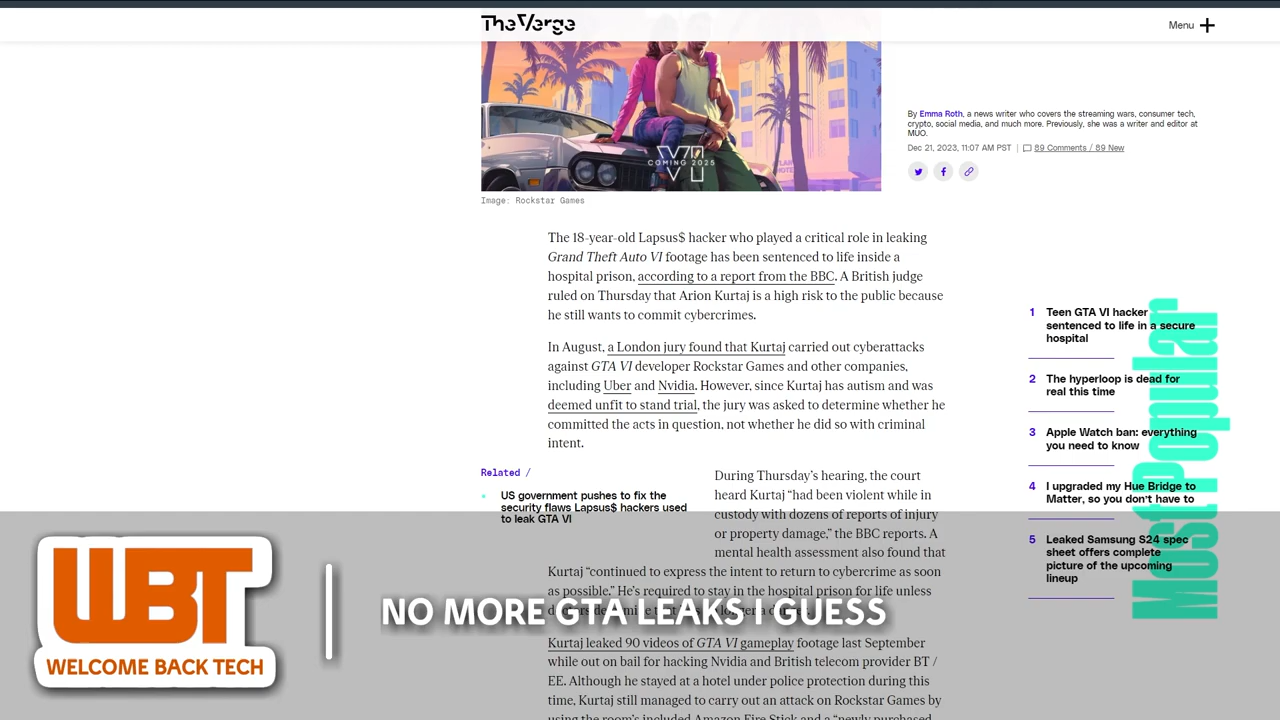 The Verge
Menu
VI
COMING 2025
Image: Rockstar Games
By Emma Roth, a news writer who covers the streaming wars, consumer tech,
crypto, social media, and much more. Previously, she was a writer and editor at
MUO.
Dec 21, 2023, 11:07 AM PST | 89 Comments / 89 New
The 18-year-old Lapsus$ hacker who played a critical role in leaking
Grand Theft Auto VI footage has been sentenced to life inside a
hospital prison, according to a report from the BBC. A British judge
ruled on Thursday that Arion Kurtaj is a high risk to the public because
he still wants to commit cybercrimes.
In August, a London jury found that Kurtaj carried out cyberattacks
against GTA VI developer Rockstar Games and other companies,
including Uber and Nvidia. However, since Kurtaj has autism and was
deemed unfit to stand trial, the jury was asked to determine whether he
committed the acts in question, not whether he did so with criminal
intent.
Related /
US government pushes to fix the
security flaws Lapsus$ hackers used
to leak GTA VI
During Thursday's hearing, the court
heard Kurtaj “had been violent while in
custody with dozens of reports of injury
or property damage,” the BBC reports. A
mental health assessment also found that
Kurtaj “continued to express the intent to return to cybercrime as soon
as possible.” He's required to stay in the hospital prison for life unless
Kurtaj leaked 90 videos of GTA VI gameplay footage last September
while out on bail for hacking Nvidia and British telecom provider BT /
EE. Although he stayed at a hotel under police protection during this
time, Kurtaj still managed to carry out an attack on Rockstar Games by
using the room's included Amazon Fire Stick and a “newly purchased
Most Popular
1 Teen GTA VI hacker
sentenced to life in a secure
hospital
2 The hyperloop is dead for
real this time
3 Apple Watch ban: everything
you need to know
4 I upgraded my Hue Bridge to
Matter, so you don't have to
5 Leaked Samsung S24 spec
sheet offers complete
picture of the upcoming
lineup
WBT
WELCOME BACK TECH
NO MORE GTA LEAKS I GUESS